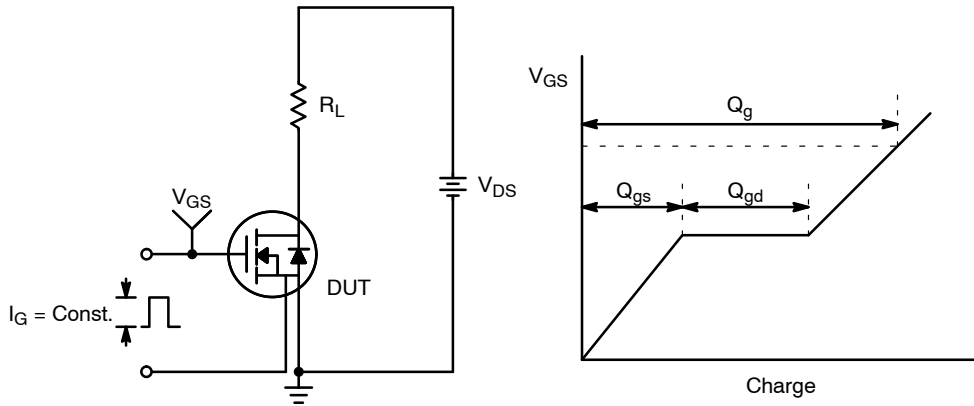 R_L
V_GS
V_DS
DUT
I_G = Const.
V_GS
Q_g
Q_gs
Q_gd
Charge